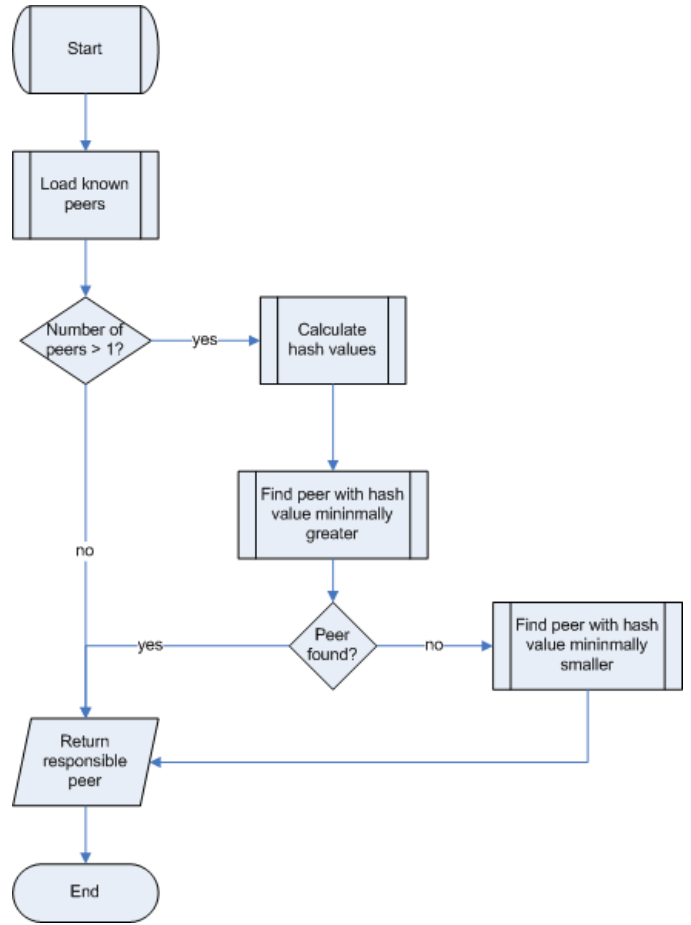 Start
Load known
peers
Number of
peers > 1?
yes
Calculate
hash values
Find peer with hash
value mininmally
greater
no
Peer
found?
yes
no
Find peer with hash
value mininmally
smaller
Return
responsible
peer
End